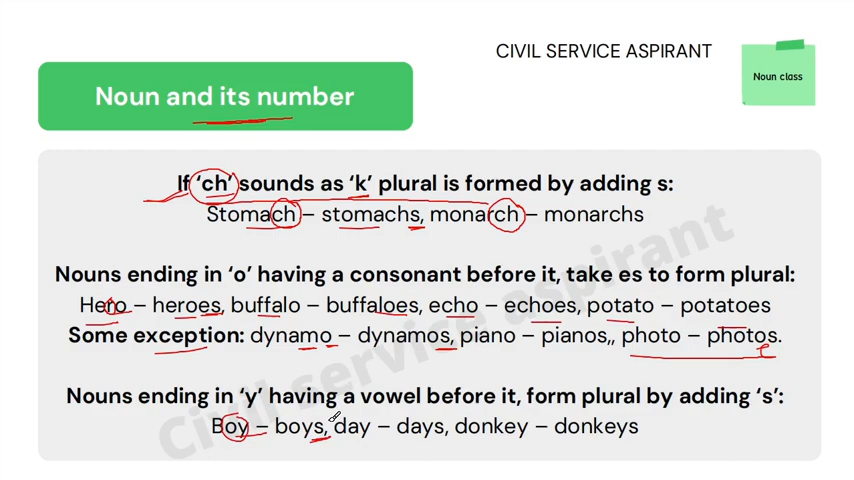 CIVIL SERVICE ASPIRANT
Noun class
Noun and its number
If ‘ch’ sounds as ‘k’ plural is formed by adding s:
Stomach – stomachs, monarch – monarchs
Nouns ending in ‘o’ having a consonant before it, take es to form plural:
Hero – heroes, buffalo – buffaloes, echo – echoes, potato – potatoes
Some exception: dynamo – dynamos, piano – pianos,, photo – photos.
Nouns ending in ‘y’ having a vowel before it, form plural by adding ‘s’:
Boy – boys, day – days, donkey – donkeys
Civil service aspirant